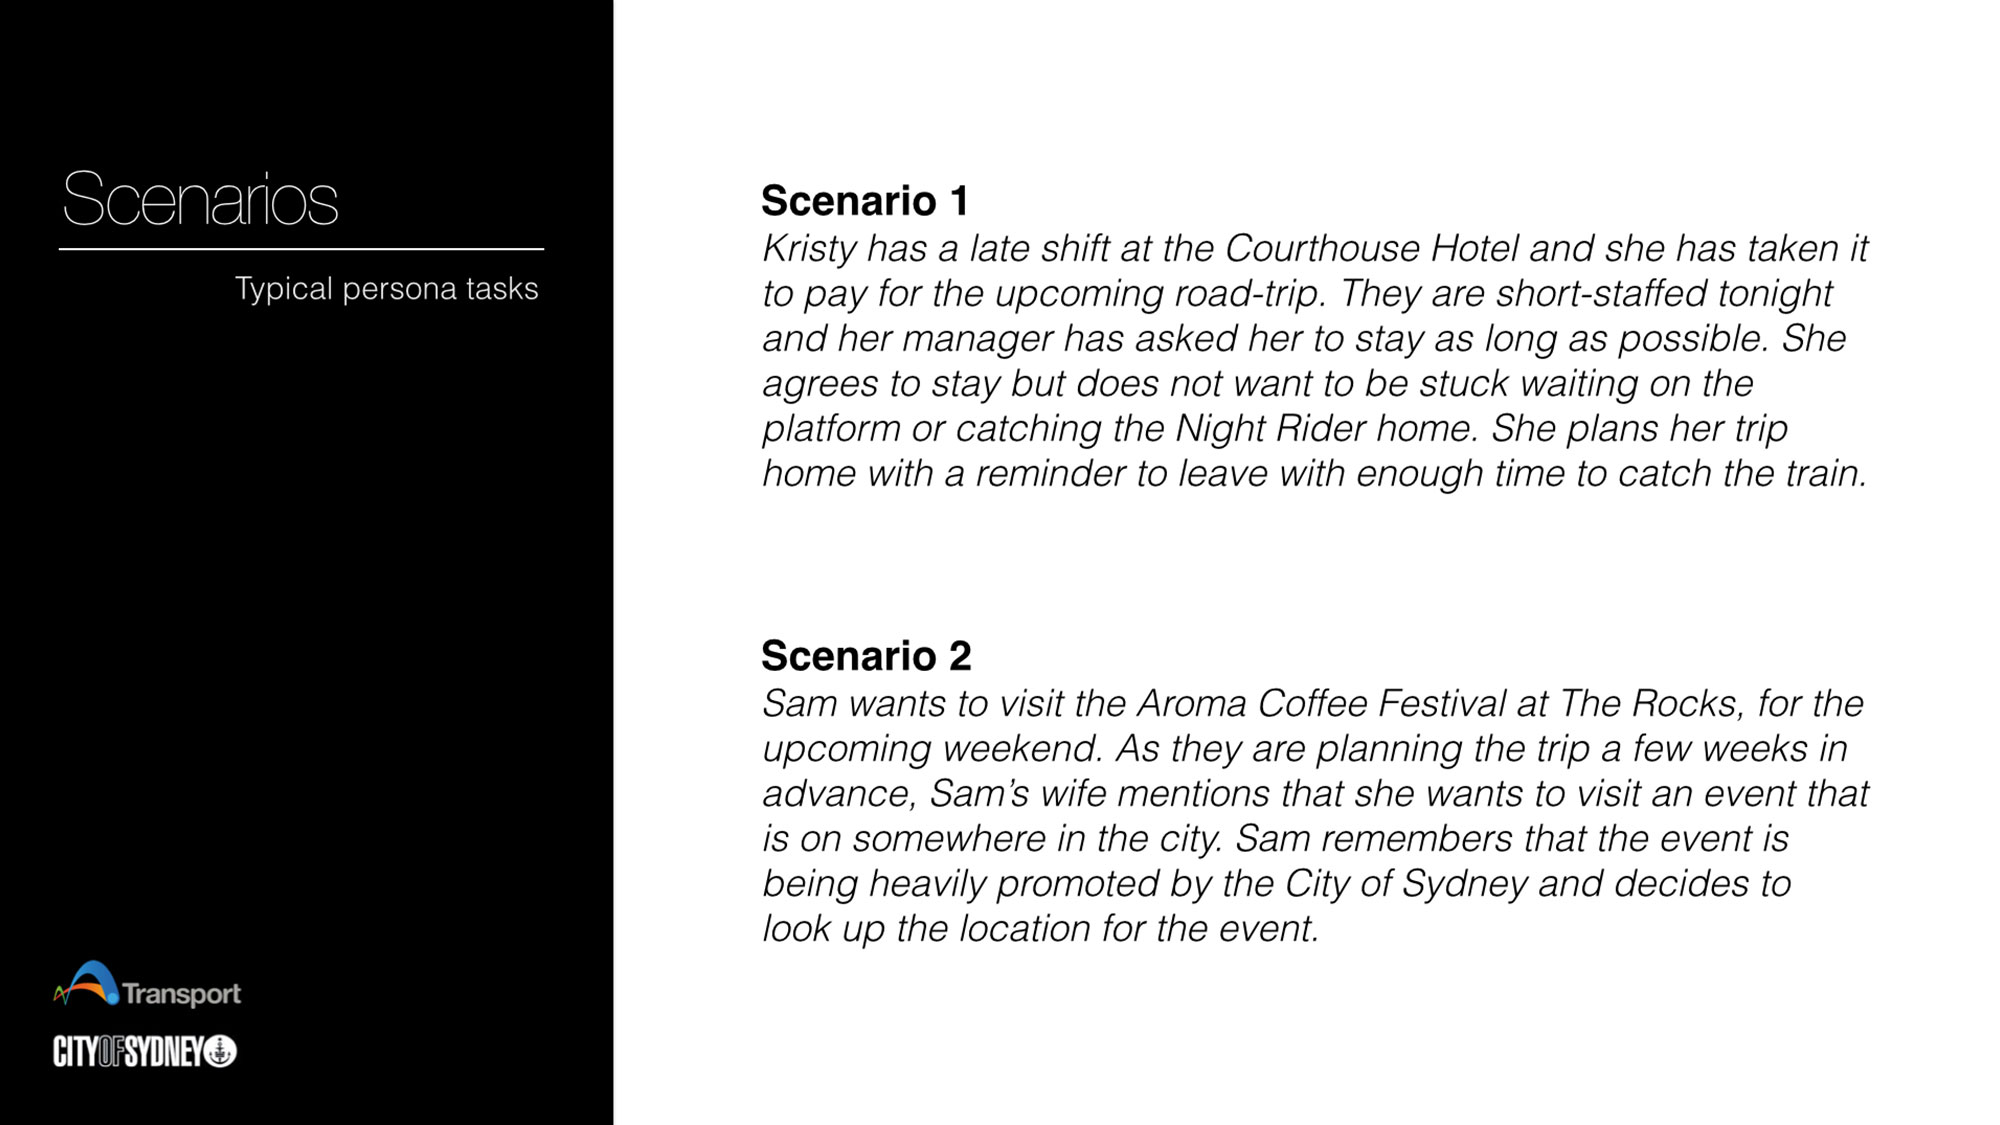 Scenarios
Typical persona tasks
Transport
CITYOFSYDNEY
Scenario 1
Kristy has a late shift at the Courthouse Hotel and she has taken it
to pay for the upcoming road-trip. They are short-staffed tonight
and her manager has asked her to stay as long as possible. She
agrees to stay but does not want to be stuck waiting on the
platform or catching the Night Rider home. She plans her trip
home with a reminder to leave with enough time to catch the train.
Scenario 2
Sam wants to visit the Aroma Coffee Festival at The Rocks, for the
upcoming weekend. As they are planning the trip a few weeks in
advance, Sam’s wife mentions that she wants to visit an event that
is on somewhere in the city. Sam remembers that the event is
being heavily promoted by the City of Sydney and decides to
look up the location for the event.